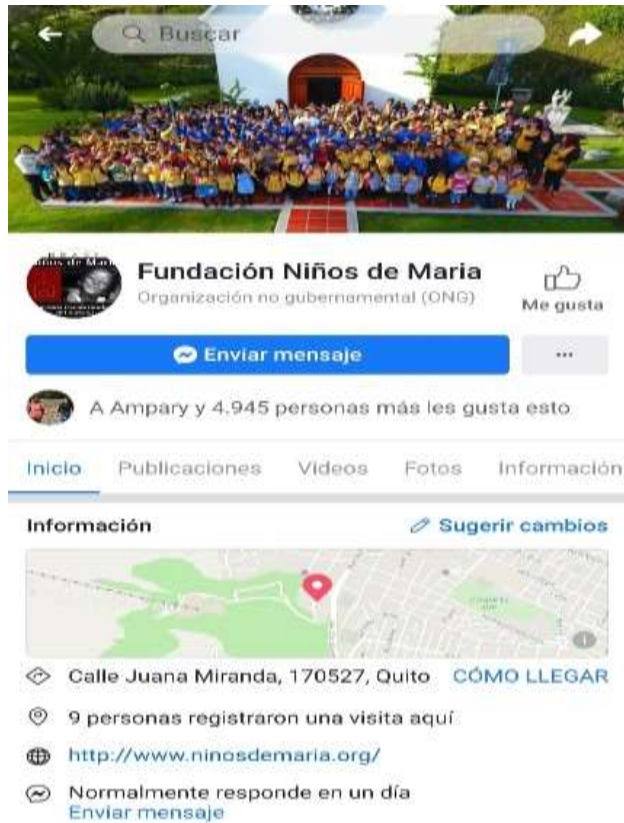 Buscar
Fundación Niños de Maria
Organización no gubernamental (ONG)
Me gusta
Enviar mensaje
A Ampary y 4.945 personas más les gusta esto
Inicio
Publicaciones
Videos
Fotos
Información
Información
Sugerir cambios
Calle Juana Miranda, 170527, Quito
CÓMO LLEGAR
9 personas registraron una visita aquí
http://www.ninosdemaria.org/
Normalmente responde en un día
Enviar mensaje